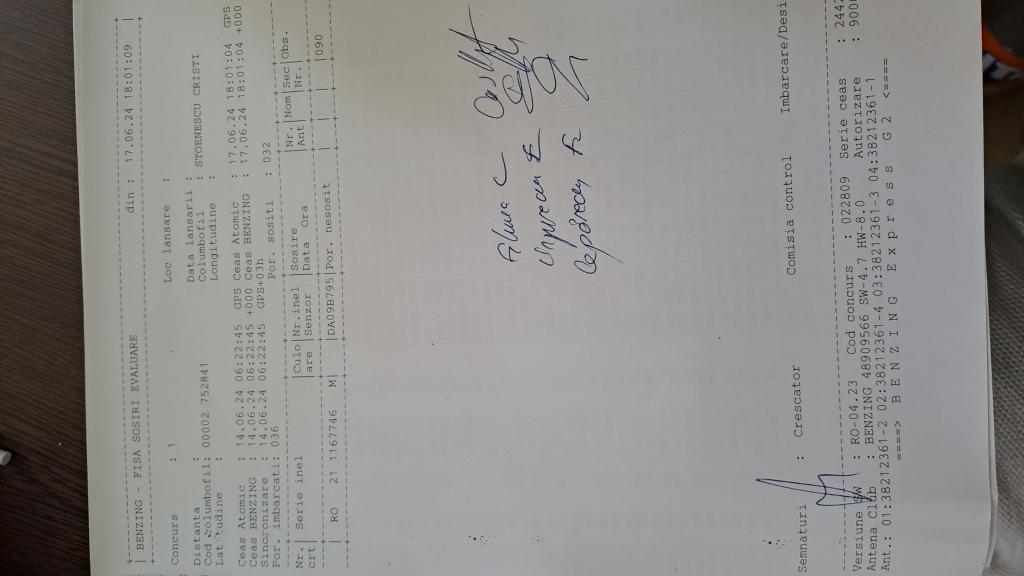 BENZING - FISA SOSIRI EVALUARE din : 17.06.24 18:01:09
Concurs : 1 Loc lansare :
Distanta : Data lansarii :
Cod columbofil: 00002 752841 Columbofil : STOENESCU CRISTI
Latitudine : Longitudine :
Ceas Atomic : 14.06.24 06:22:45 GPS Ceas Atomic : 17.06.24 18:01:04 GPS
Ceas BENZING : 14.06.24 06:22:45 +000 Ceas BENZING : 17.06.24 18:01:04 +000
Sincronizare : 14.06.24 06:22:45 GPS+03h
Por imbarcati: 036 Por. sositi : 032
Nr.| Serie inel |Culo|Nr.inel |Sosire | Nr.| Nom|Sec|Obs.
crt| |are |Senzor |Data Ora | Ant| |Nr.|
| RO 21 1167746 M| |DA09B795|Por. nesosit | | | |090
Semnaturi : Crescator Comisia control Imbarcare/Desi
Versiune SW : RO-04.23 Cod concurs : 022809 Serie ceas : 2442
Antena Club : BENZING 48909566 SW-4.7 HW-8.0 Autorizare : 9000
Ant.: 01:38212361-2 02:38212361-4 03:38212361-3 04:38212361-1
====> B E N Z I N G E x p r e s s G 2 <====